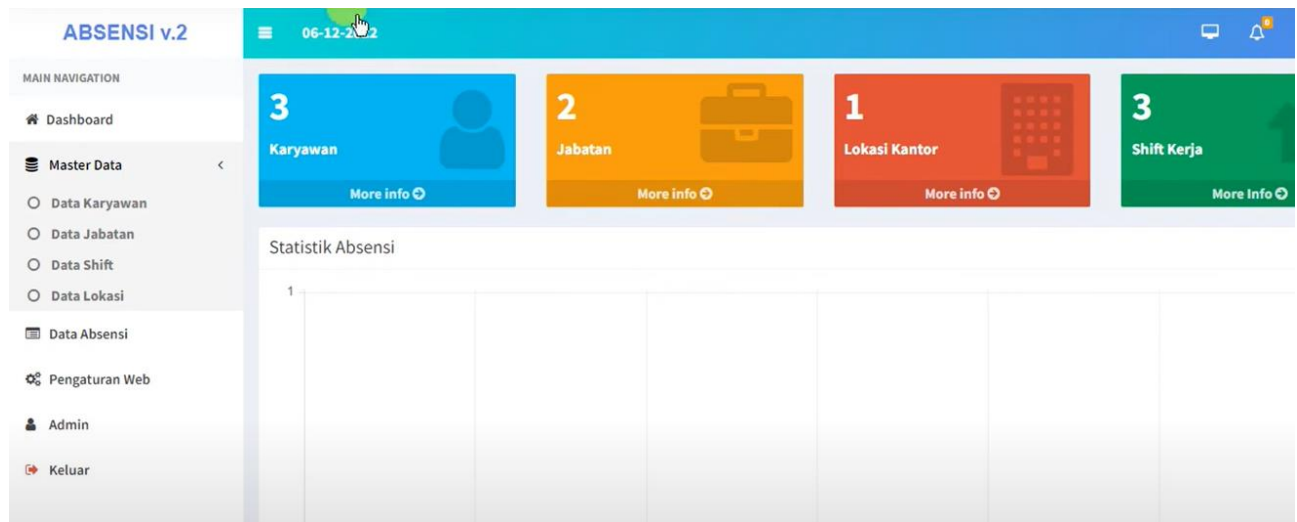 ABSENSI v.2
MAIN NAVIGATION
Dashboard
Master Data
Data Karyawan
Data Jabatan
Data Shift
Data Lokasi
Data Absensi
Pengaturan Web
Admin
Keluar
0
3
Karyawan
More info
2
Jabatan
More info
1
Lokasi Kantor
More info
3
Shift Kerja
More Info
Statistik Absensi
1